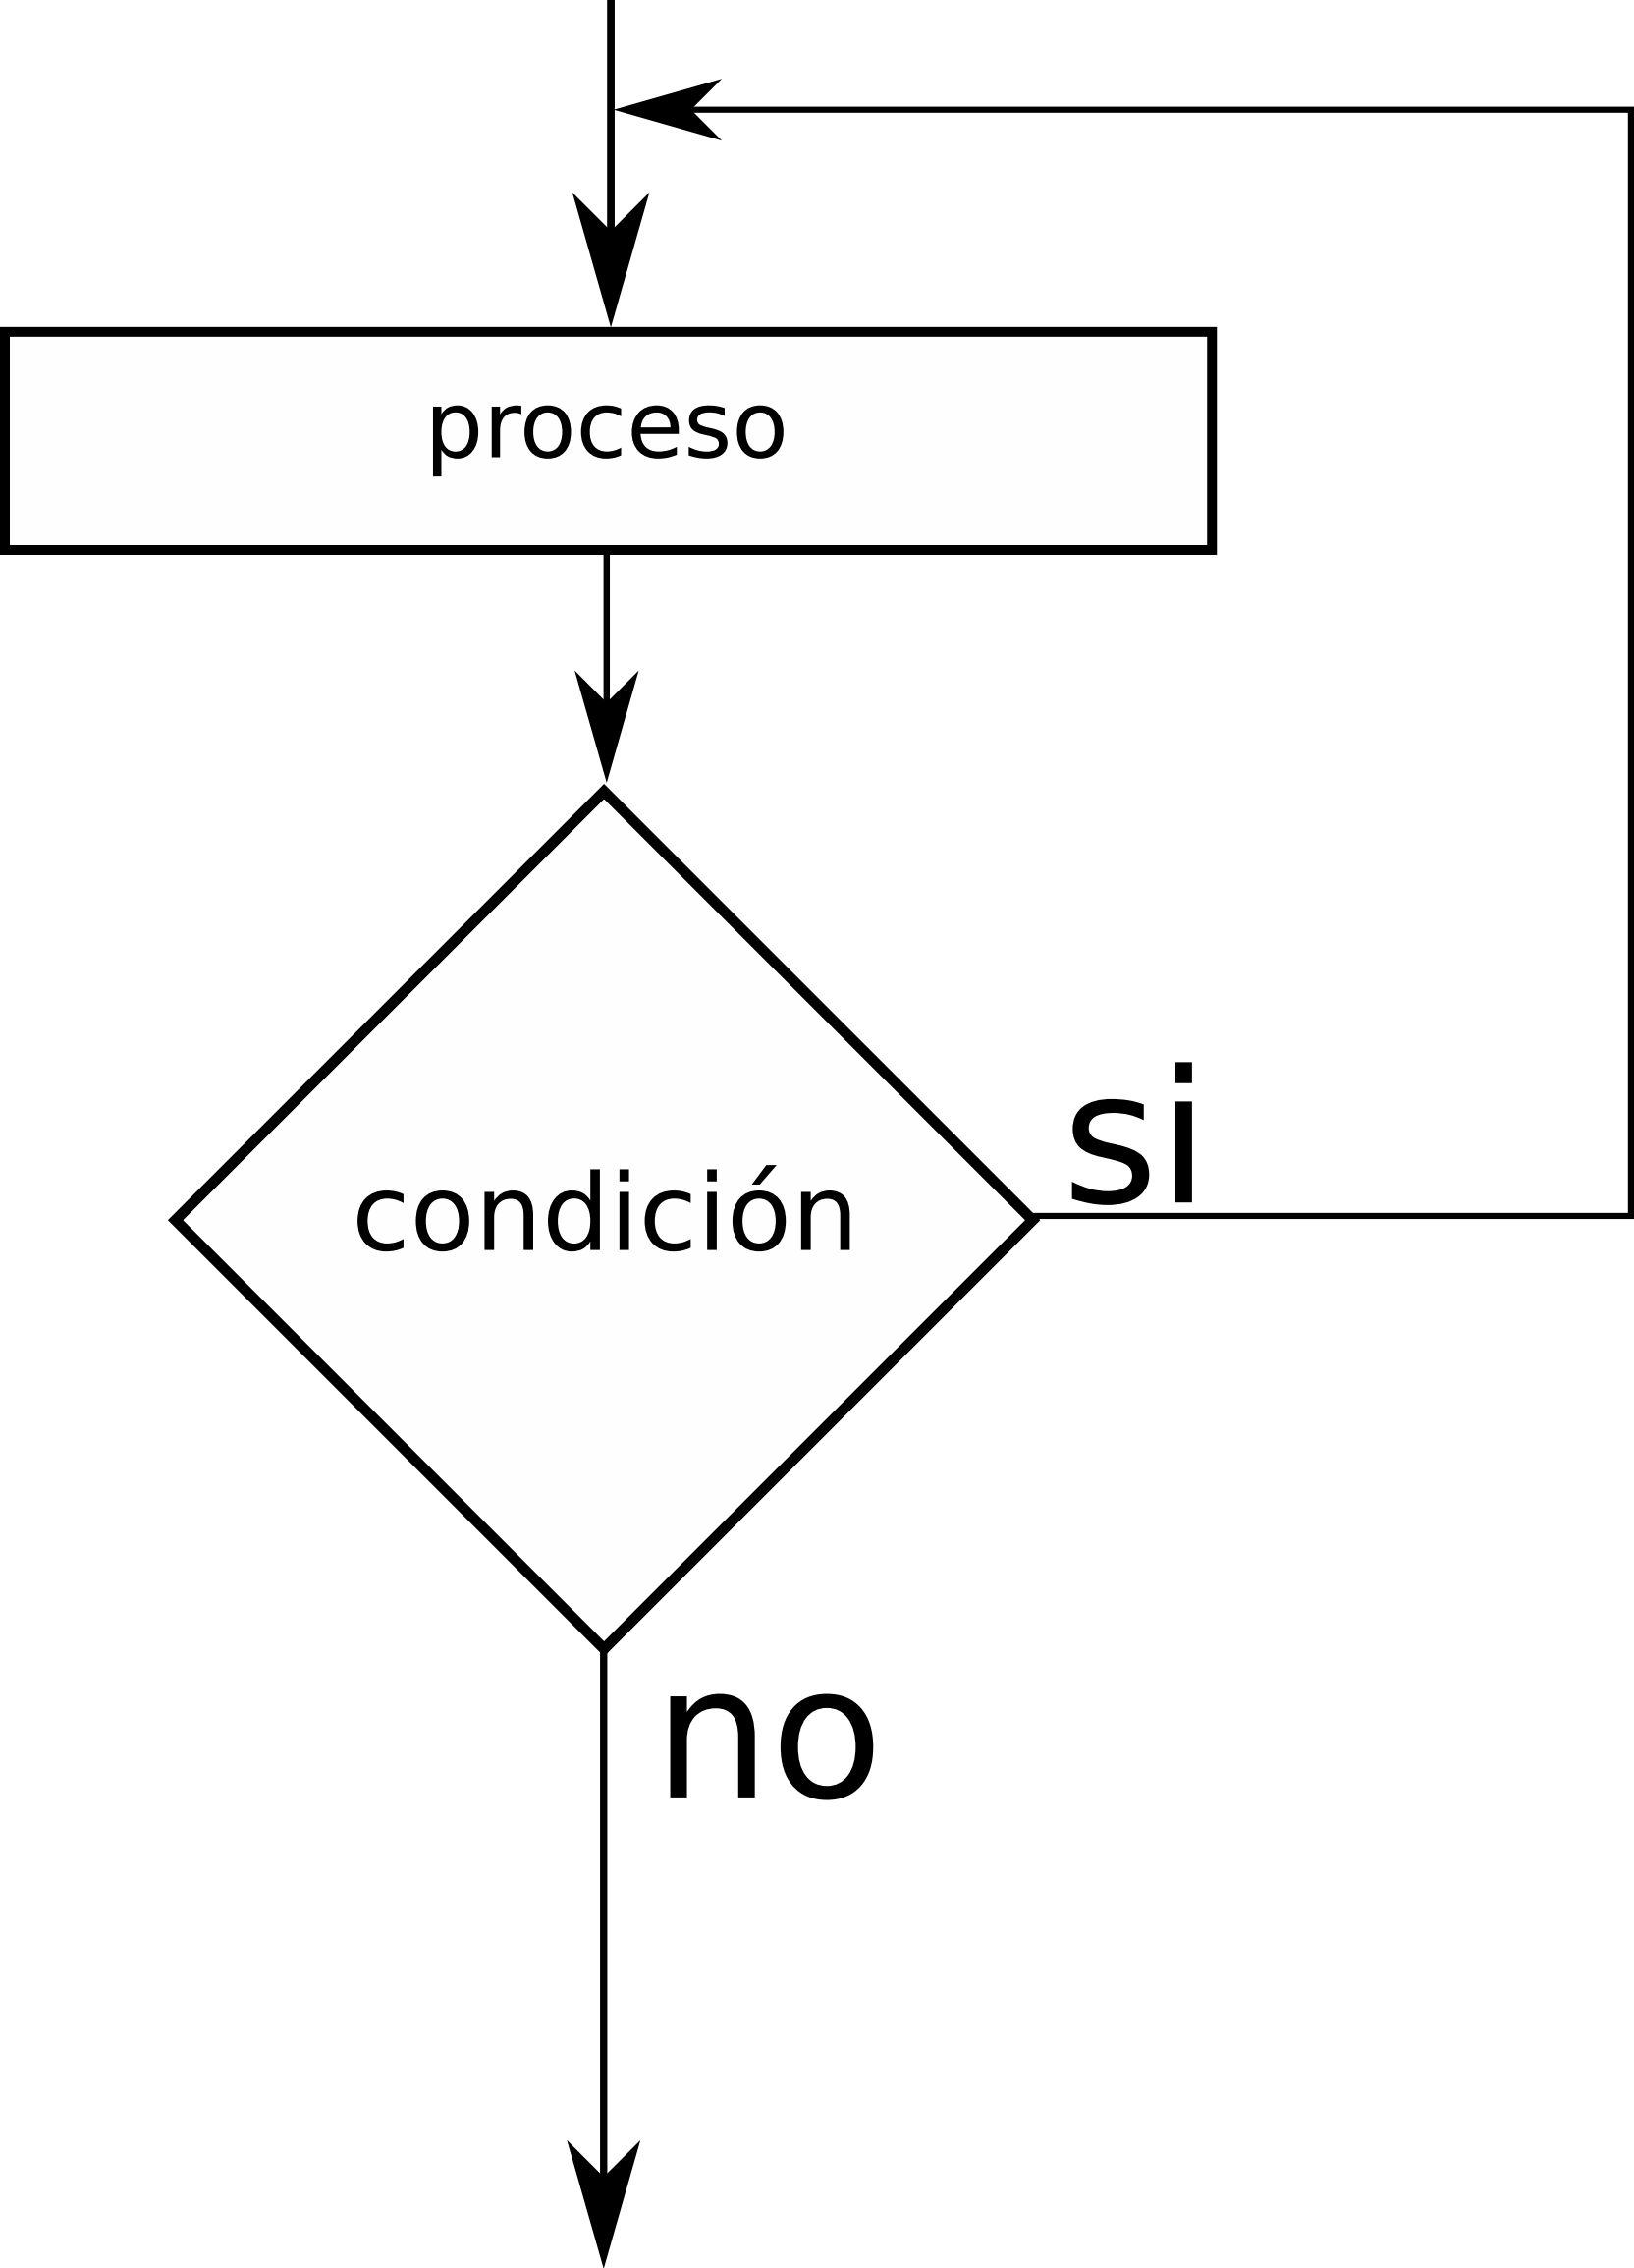 proceso
si
condición
no